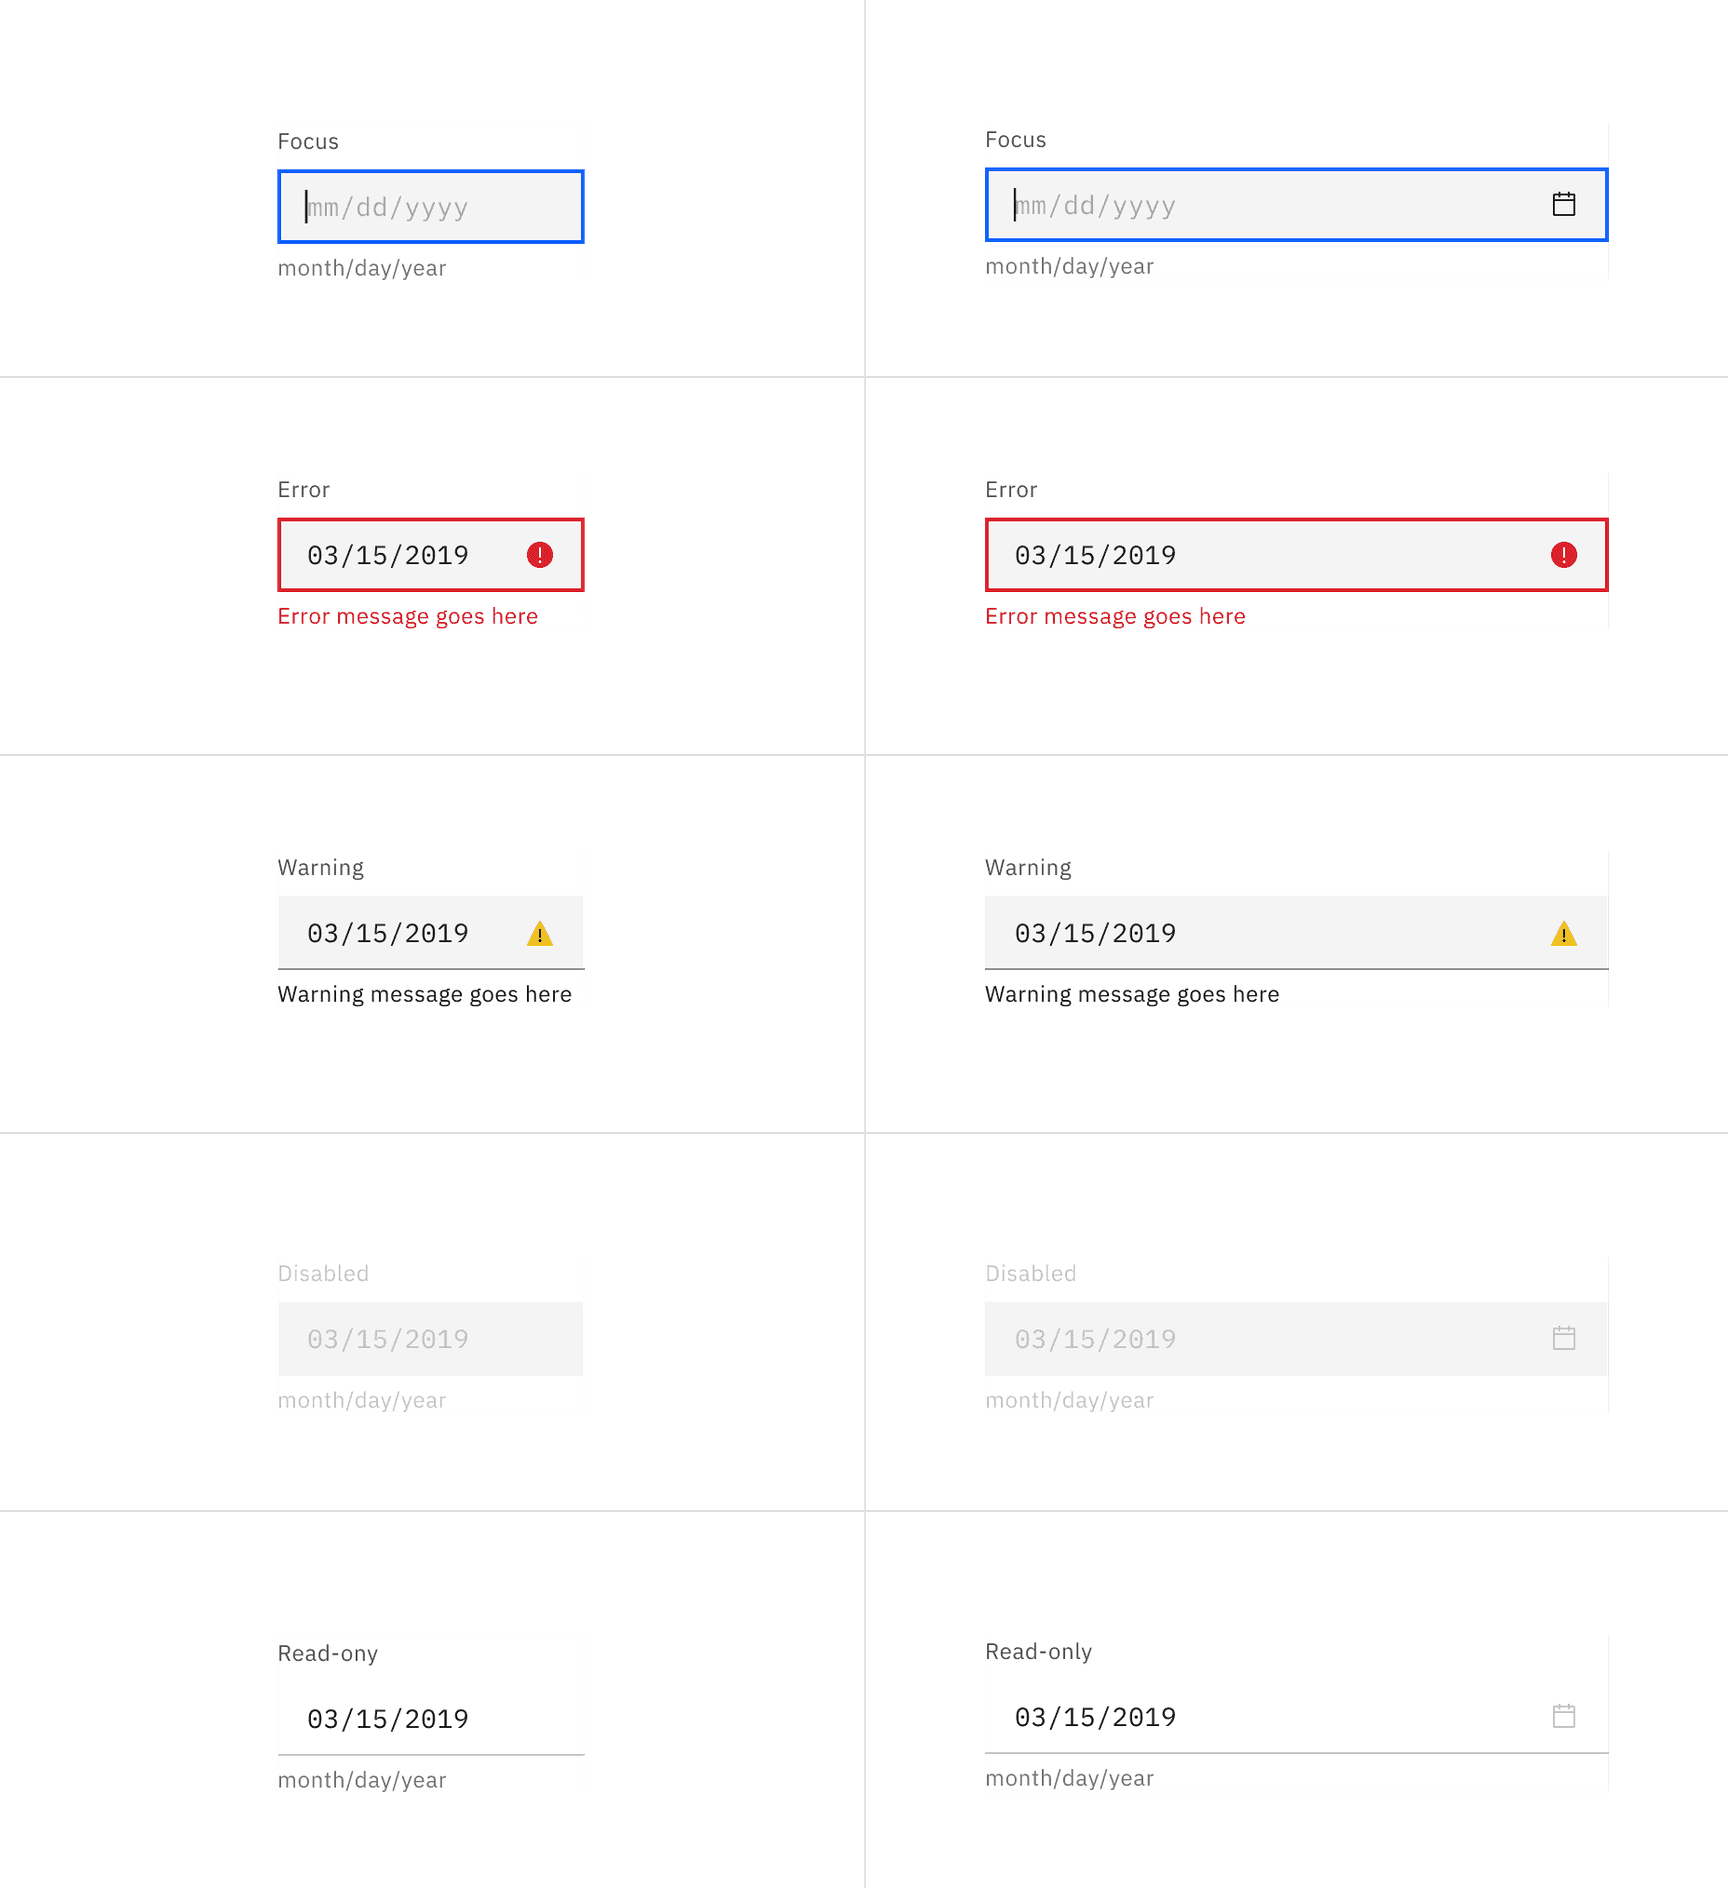 Focus
mm/dd/yyyy
month/day/year
Focus
mm/dd/yyyy
month/day/year
Error
03/15/2019
Error message goes here
Error
03/15/2019
Error message goes here
Warning
03/15/2019
Warning message goes here
Warning
03/15/2019
Warning message goes here
Disabled
03/15/2019
month/day/year
Disabled
03/15/2019
month/day/year
Read-ony
03/15/2019
month/day/year
Read-only
03/15/2019
month/day/year